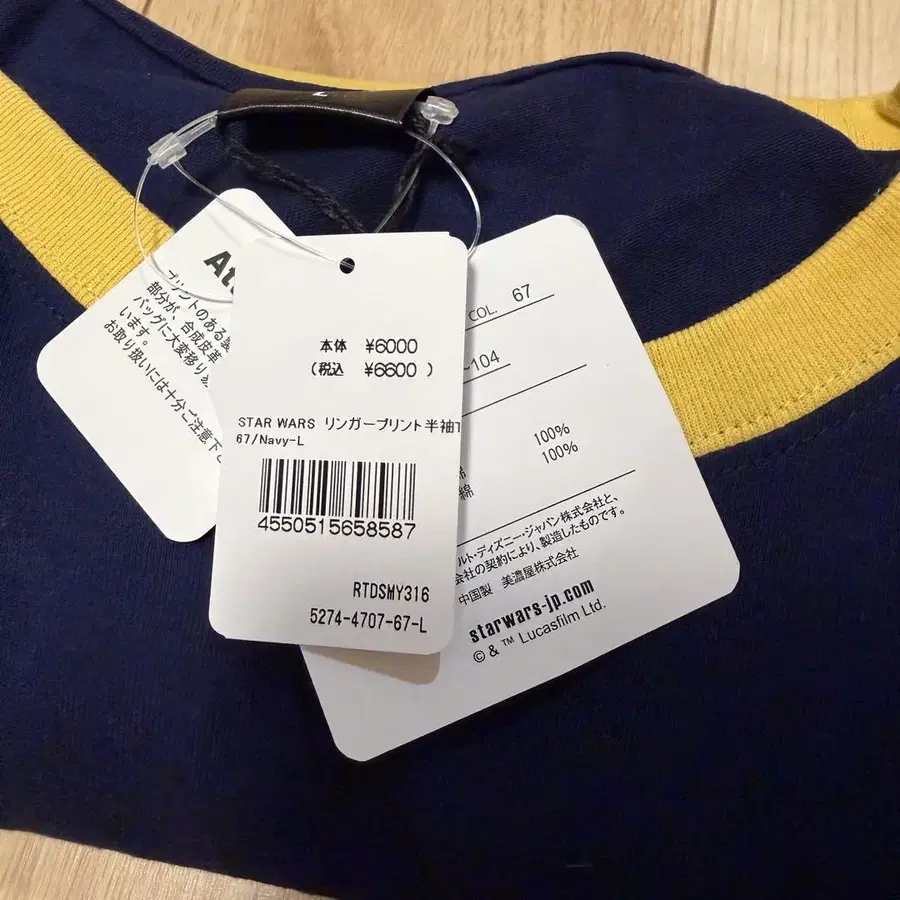 本体 ¥6000
(税込 ¥6600 )
STAR WARS リンガープリント半袖T
67/Navy-L
4550515658587
RTDSMY316
5274-4707-67-L
At
プリントのある
部分が、合成皮革
バッグに大変移り
います。
お取り扱いには十分ご注意下
COL. 67
-104
100%
綿 100%
ルト・ディズニー・ジャパン株式会社と、
会社の契約により、製造したものです。
中国製 美濃屋株式会社
starwars-jp.com
© & ™ Lucasfilm Ltd.